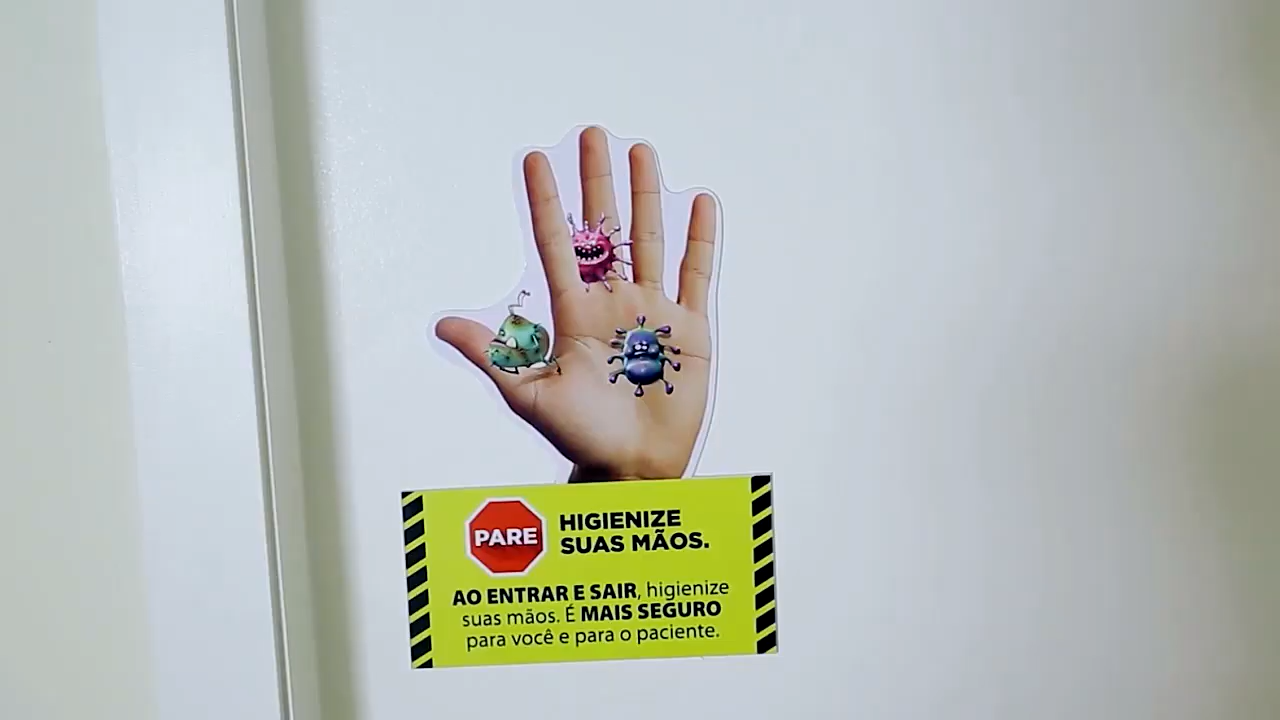 PARE
HIGIENIZE
SUAS MÃOS.
AO ENTRAR E SAIR, higienize
suas mãos. É MAIS SEGURO
para você e para o paciente.